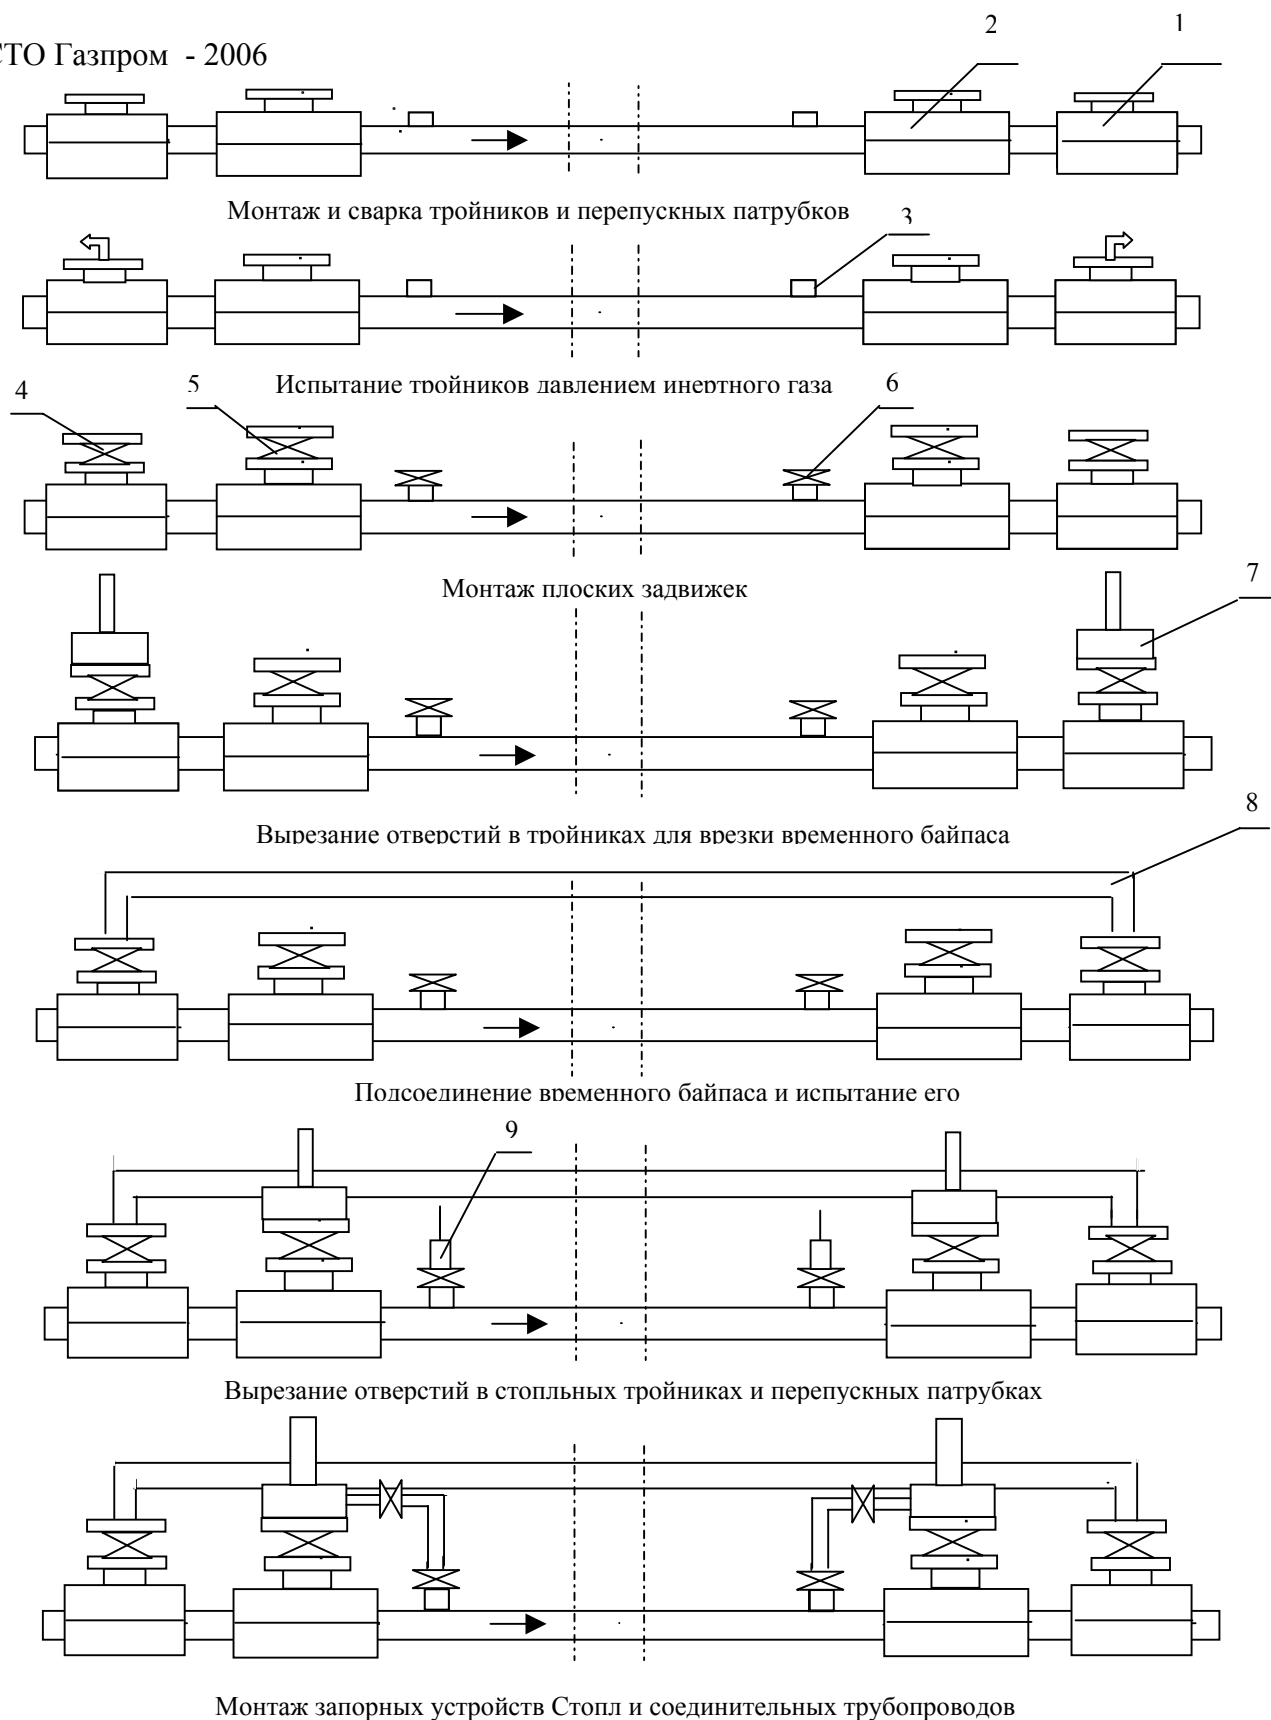 2 1
СТО Газпром - 2006
Монтаж и сварка тройников и перепускных патрубков
3
Испытание тройников давлением инертного газа
4 5 6
Монтаж плоских задвижек
7
Вырезание отверстий в тройниках для врезки временного байпаса
8
Подсоединение временного байпаса и испытание его
9
Вырезание отверстий в стопльных тройниках и перепускных патрубках
Монтаж запорных устройств Стопл и соединительных трубопроводов